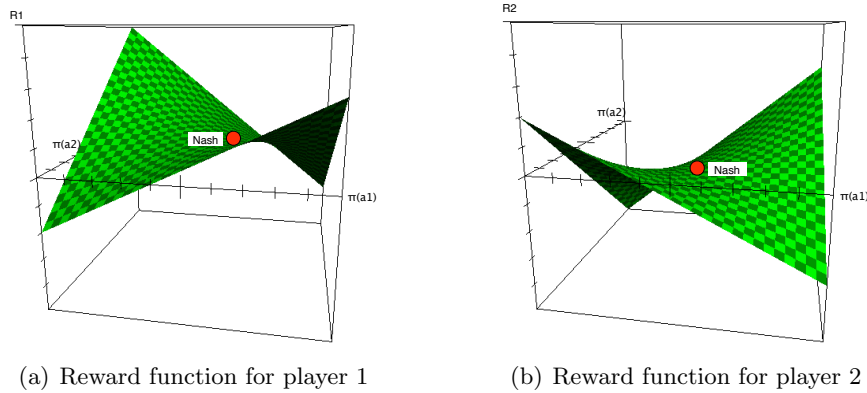 R1
π(a2)
Nash
π(a1)
(a) Reward function for player 1
R2
π(a2)
Nash
π(a1)
(b) Reward function for player 2